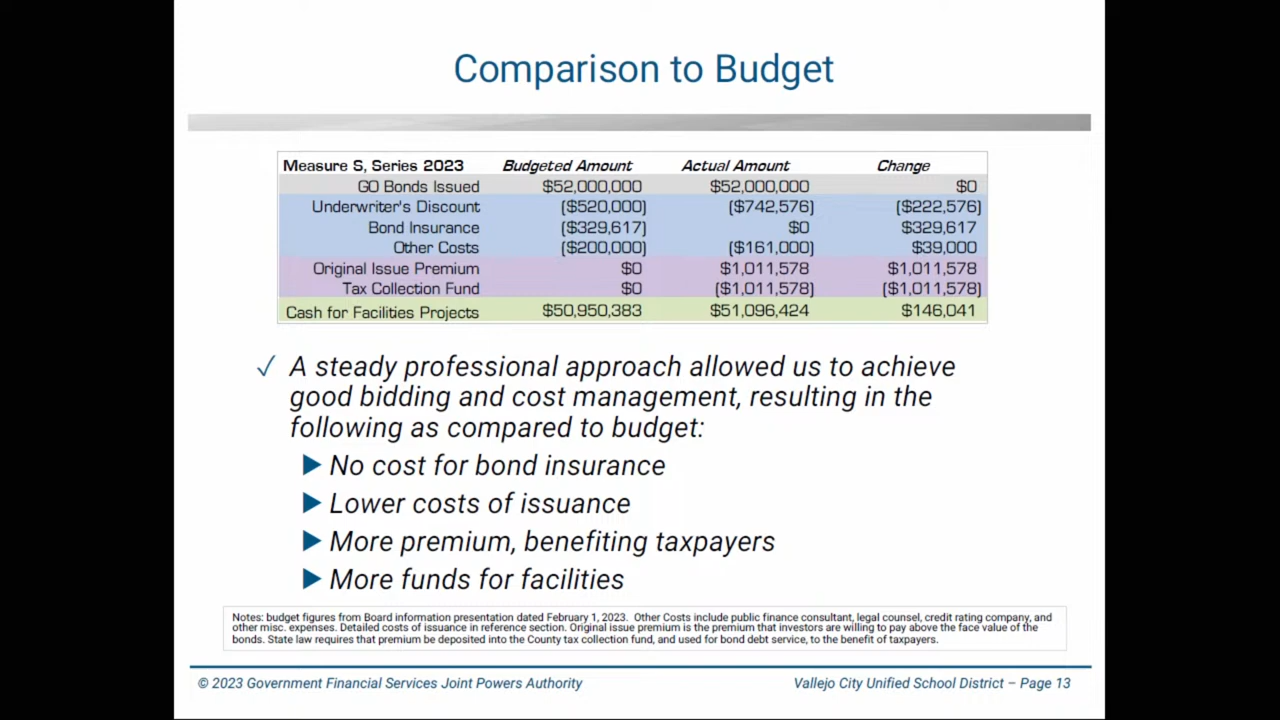 Comparison to Budget
Measure S, Series 2023 Budgeted Amount Actual Amount Change
GO Bonds Issued $52,000,000 $52,000,000 $0
Underwriter's Discount ($520,000) ($742,576) ($222,576)
Bond Insurance ($329,617) $0 $329,617
Other Costs ($200,000) ($161,000) $39,000
Original Issue Premium $0 $1,011,578 $1,011,578
Tax Collection Fund $0 ($1,011,578) ($1,011,578)
Cash for Facilities Projects $50,950,383 $51,096,424 $146,041
✓ A steady professional approach allowed us to achieve
good bidding and cost management, resulting in the
following as compared to budget:
▶ No cost for bond insurance
▶ Lower costs of issuance
▶ More premium, benefiting taxpayers
▶ More funds for facilities
Notes: budget figures from Board information presentation dated February 1, 2023. Other Costs include public finance consultant, legal counsel, credit rating company, and
other misc. expenses. Detailed costs of issuance in reference section. Original issue premium is the premium that investors are willing to pay above the face value of the
bonds. State law requires that premium be deposited into the County tax collection fund, and used for bond debt service, to the benefit of taxpayers.
© 2023 Government Financial Services Joint Powers Authority Vallejo City Unified School District – Page 13